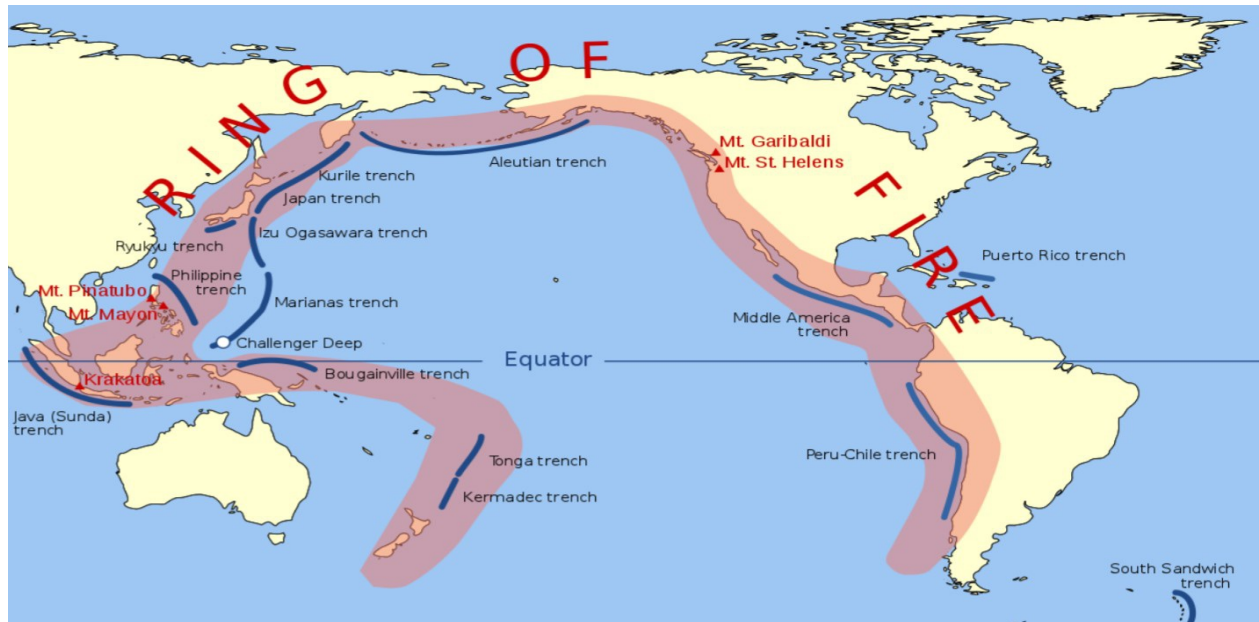 RING OF FIRE
Mt. Garibaldi
Mt. St. Helens
Aleutian trench
Kurile trench
Japan trench
Izu Ogasawara trench
Ryukyu trench
Puerto Rico trench
Philippine
trench
Mt. Pinatubo
Mt. Mayon
Marianas trench
Middle America
trench
Challenger Deep
Equator
Bougainville trench
Krakatoa
Java (Sunda)
trench
Peru-Chile trench
Tonga trench
Kermadec trench
South Sandwich
trench